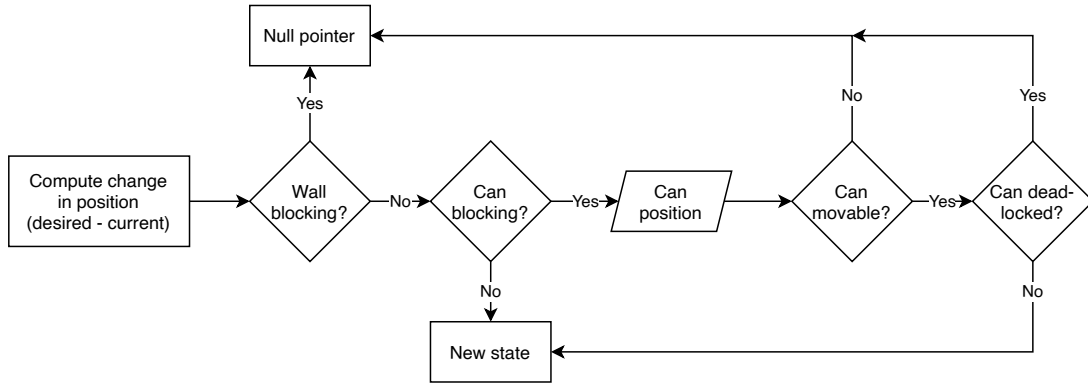 Null pointer
Yes
No
Yes
Compute change
in position
(desired - current)
Wall
blocking?
No
Can
blocking?
Yes
Can
position
Can
movable?
Yes
Can dead-
locked?
No
No
New state